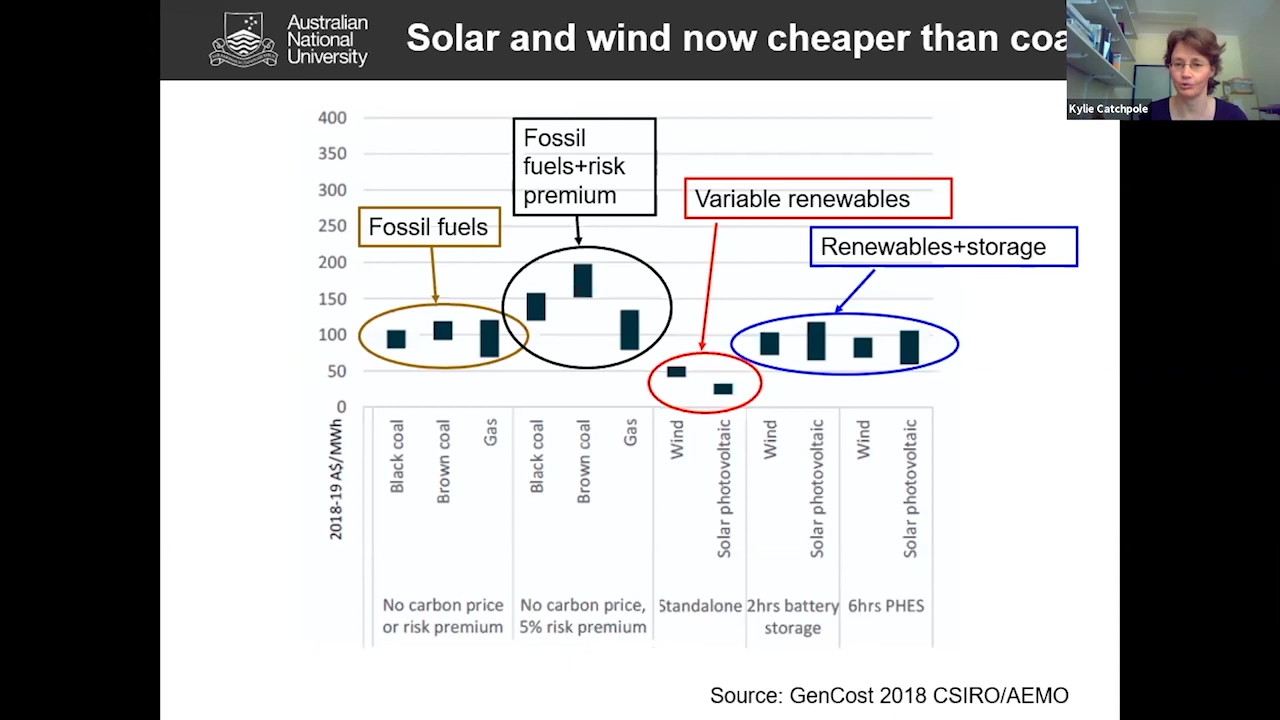 Australian
National
University
Solar and wind now cheaper than coa
Kylie Catchpole
400
350
300
250
200
150
100
50
0
2018-19 A$/MWh
Fossil
fuels+risk
premium
Fossil fuels
Variable renewables
Renewables+storage
Black coal
Brown coal
Gas
Black coal
Brown coal
Gas
Wind
Solar photovoltaic
Wind
Solar photovoltaic
Wind
Solar photovoltaic
No carbon price
or risk premium
No carbon price,
5% risk premium
Standalone
2hrs battery
storage
6hrs PHES
Source: GenCost 2018 CSIRO/AEMO